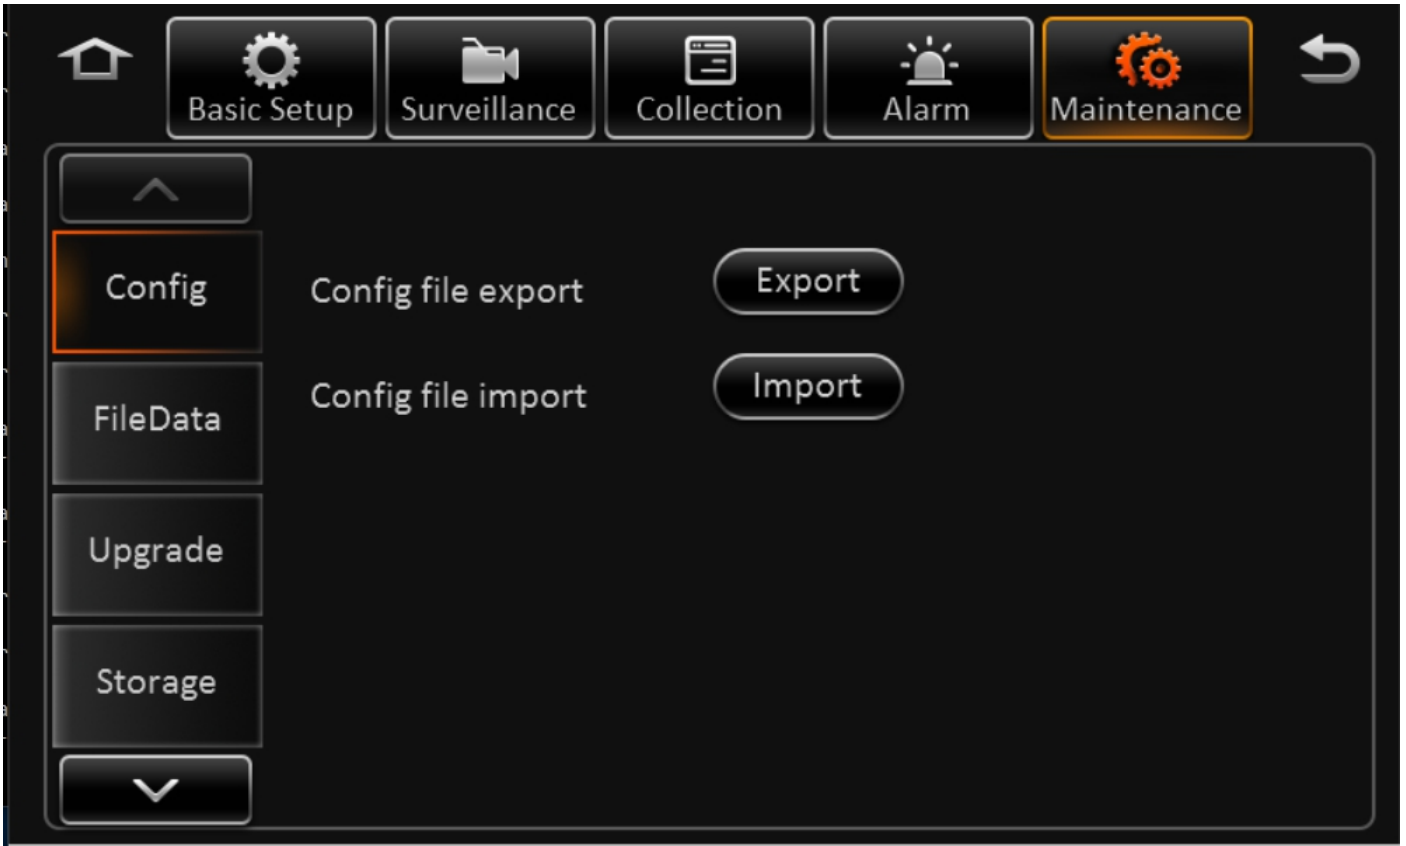 Basic Setup
Surveillance
Collection
Alarm
Maintenance
Config
Config file export
Export
FileData
Config file import
Import
Upgrade
Storage